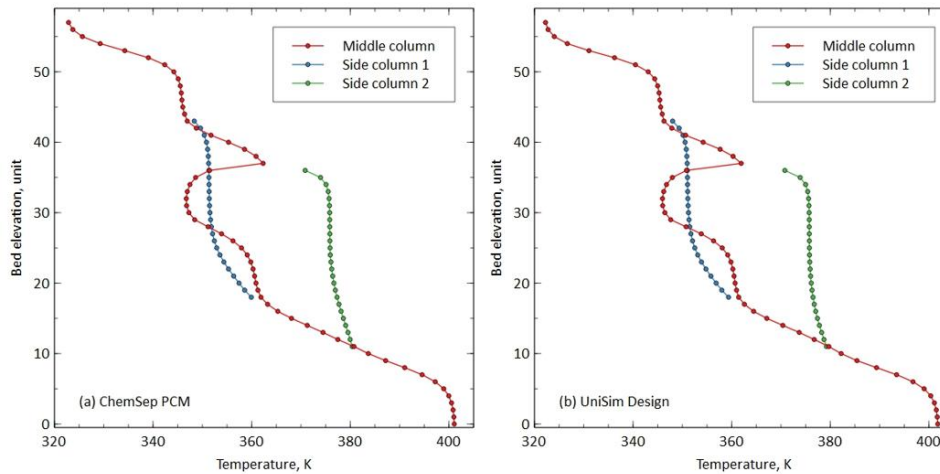 Middle column
Side column 1
Side column 2
Bed elevation, unit
50
40
30
20
10
0
(a) ChemSep PCM
320
340
360
380
400
Temperature, K
Middle column
Side column 1
Side column 2
Bed elevation, unit
50
40
30
20
10
0
(b) UniSim Design
320
340
360
380
400
Temperature, K